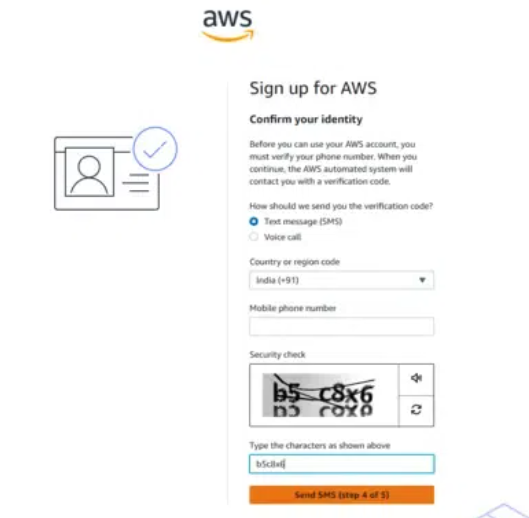 aws
Sign up for AWS
Confirm your identity
Before you can use your AWS account, you
must verify your phone number. When you
continue, the AWS automated system will
contact you with a verification code.
How should we send you the verification code?
Text message (SMS)
Voice call
Country or region code
India (+91)
Mobile phone number
Security check
b5 c8x6
Type the characters as shown above
b5c8x6
Send SMS (step 4 of 5)